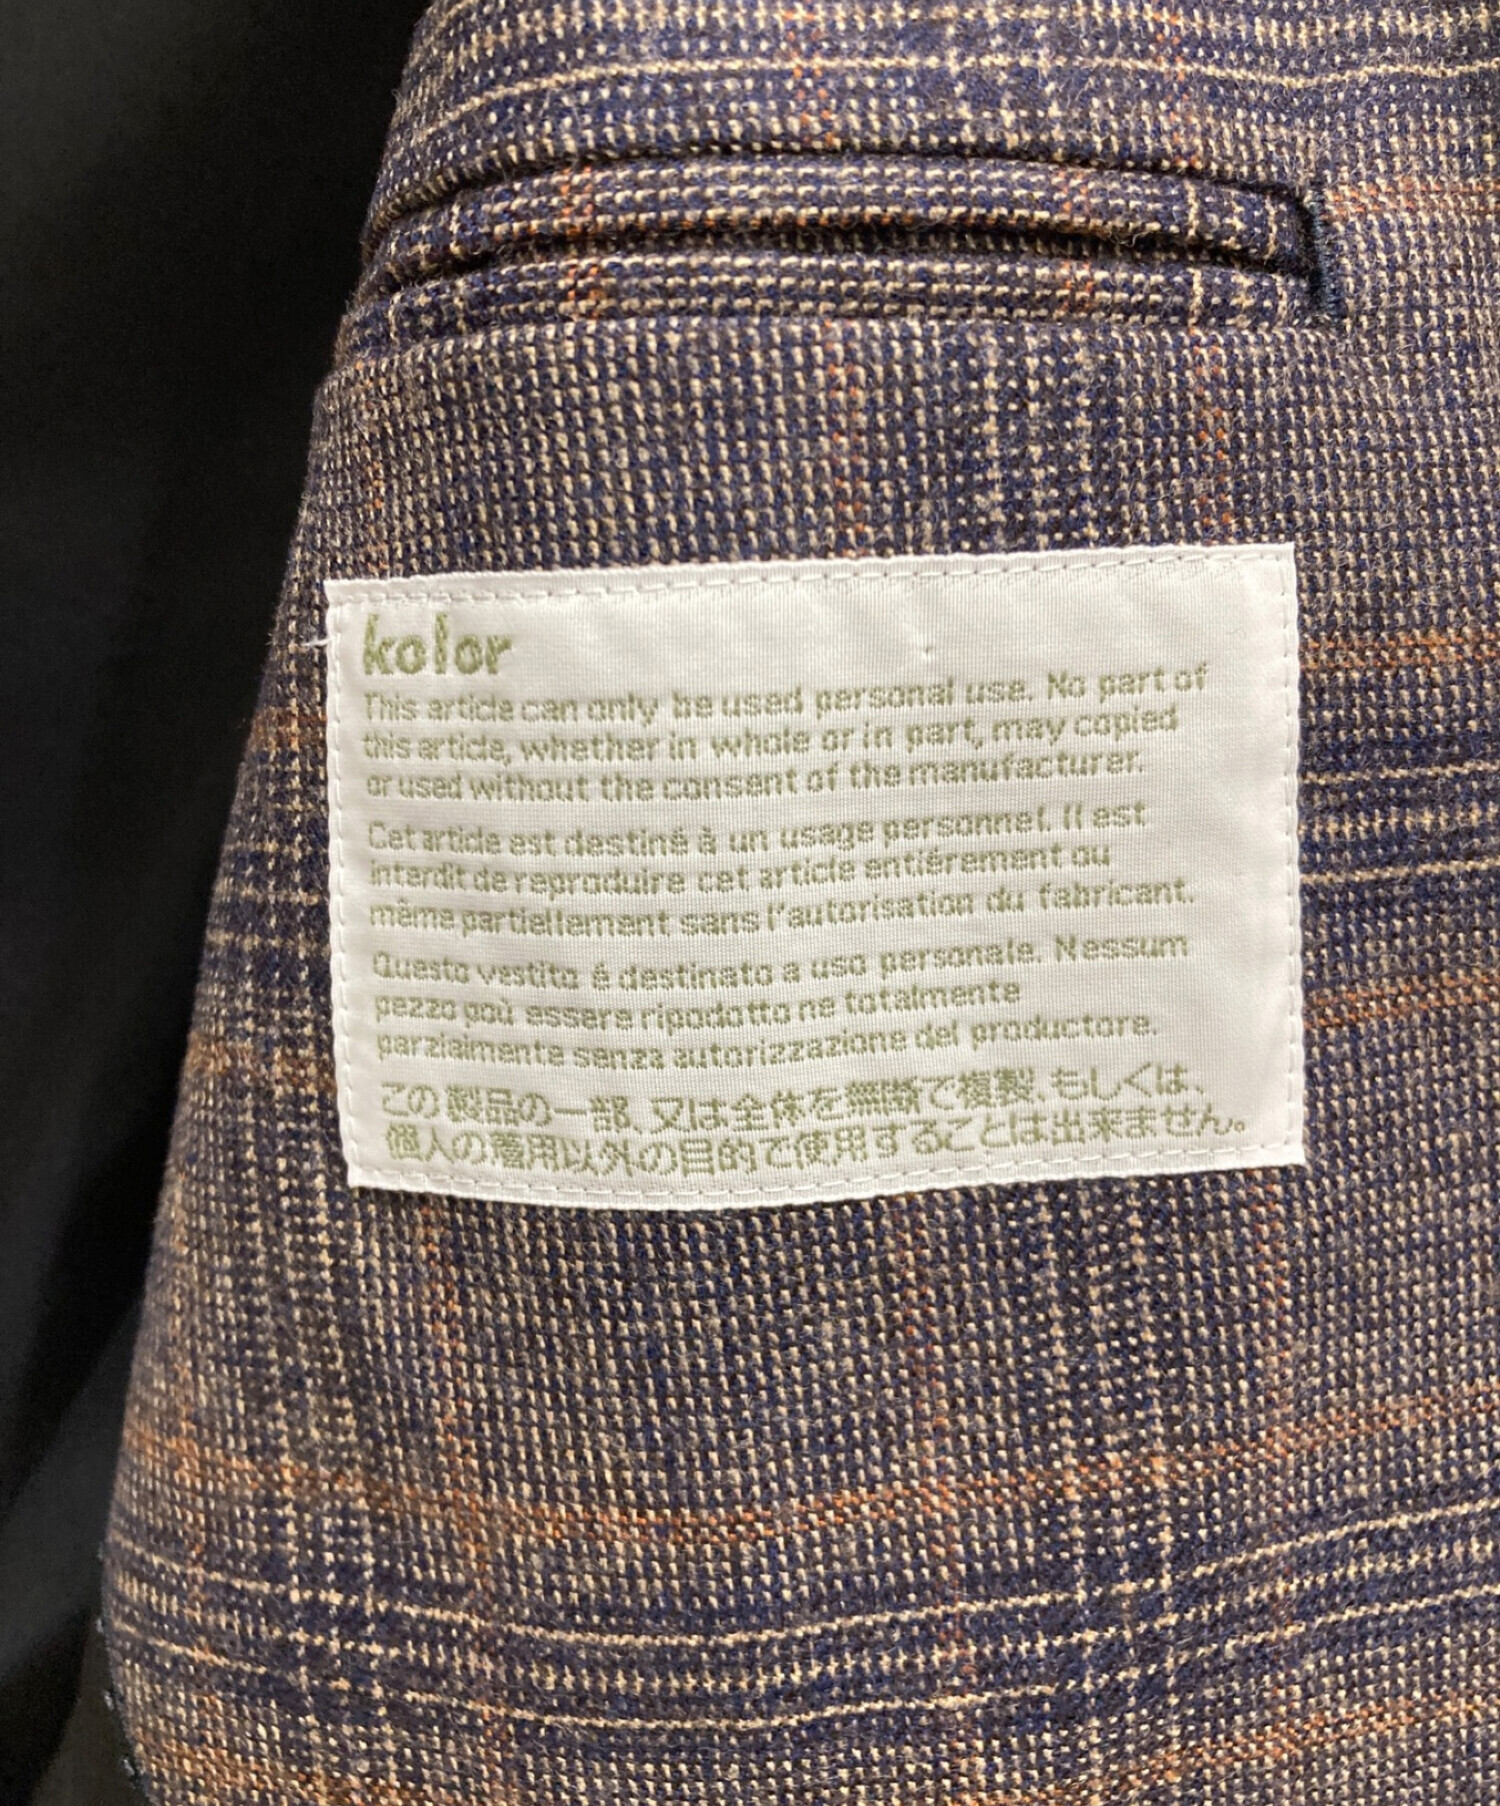 kolor
This article can only be used personal use. No part of
this article, whether in whole or in part, may copied
or used without the consent of the manufacturer.
Cet article est destiné à un usage personnel. Il est
interdit de reproduire cet article entiérement ou
même partiellement sans l'autorisation du fabricant.
Questo vestito é destinato a uso personale. Nessum
pezzo poù essere ripodotto ne totalmente
parzialmente senza autorizzazione del productore.
この製品の一部、又は全体を無断で複製、もしくは、
個人の着用以外の目的で使用することは出来ません。